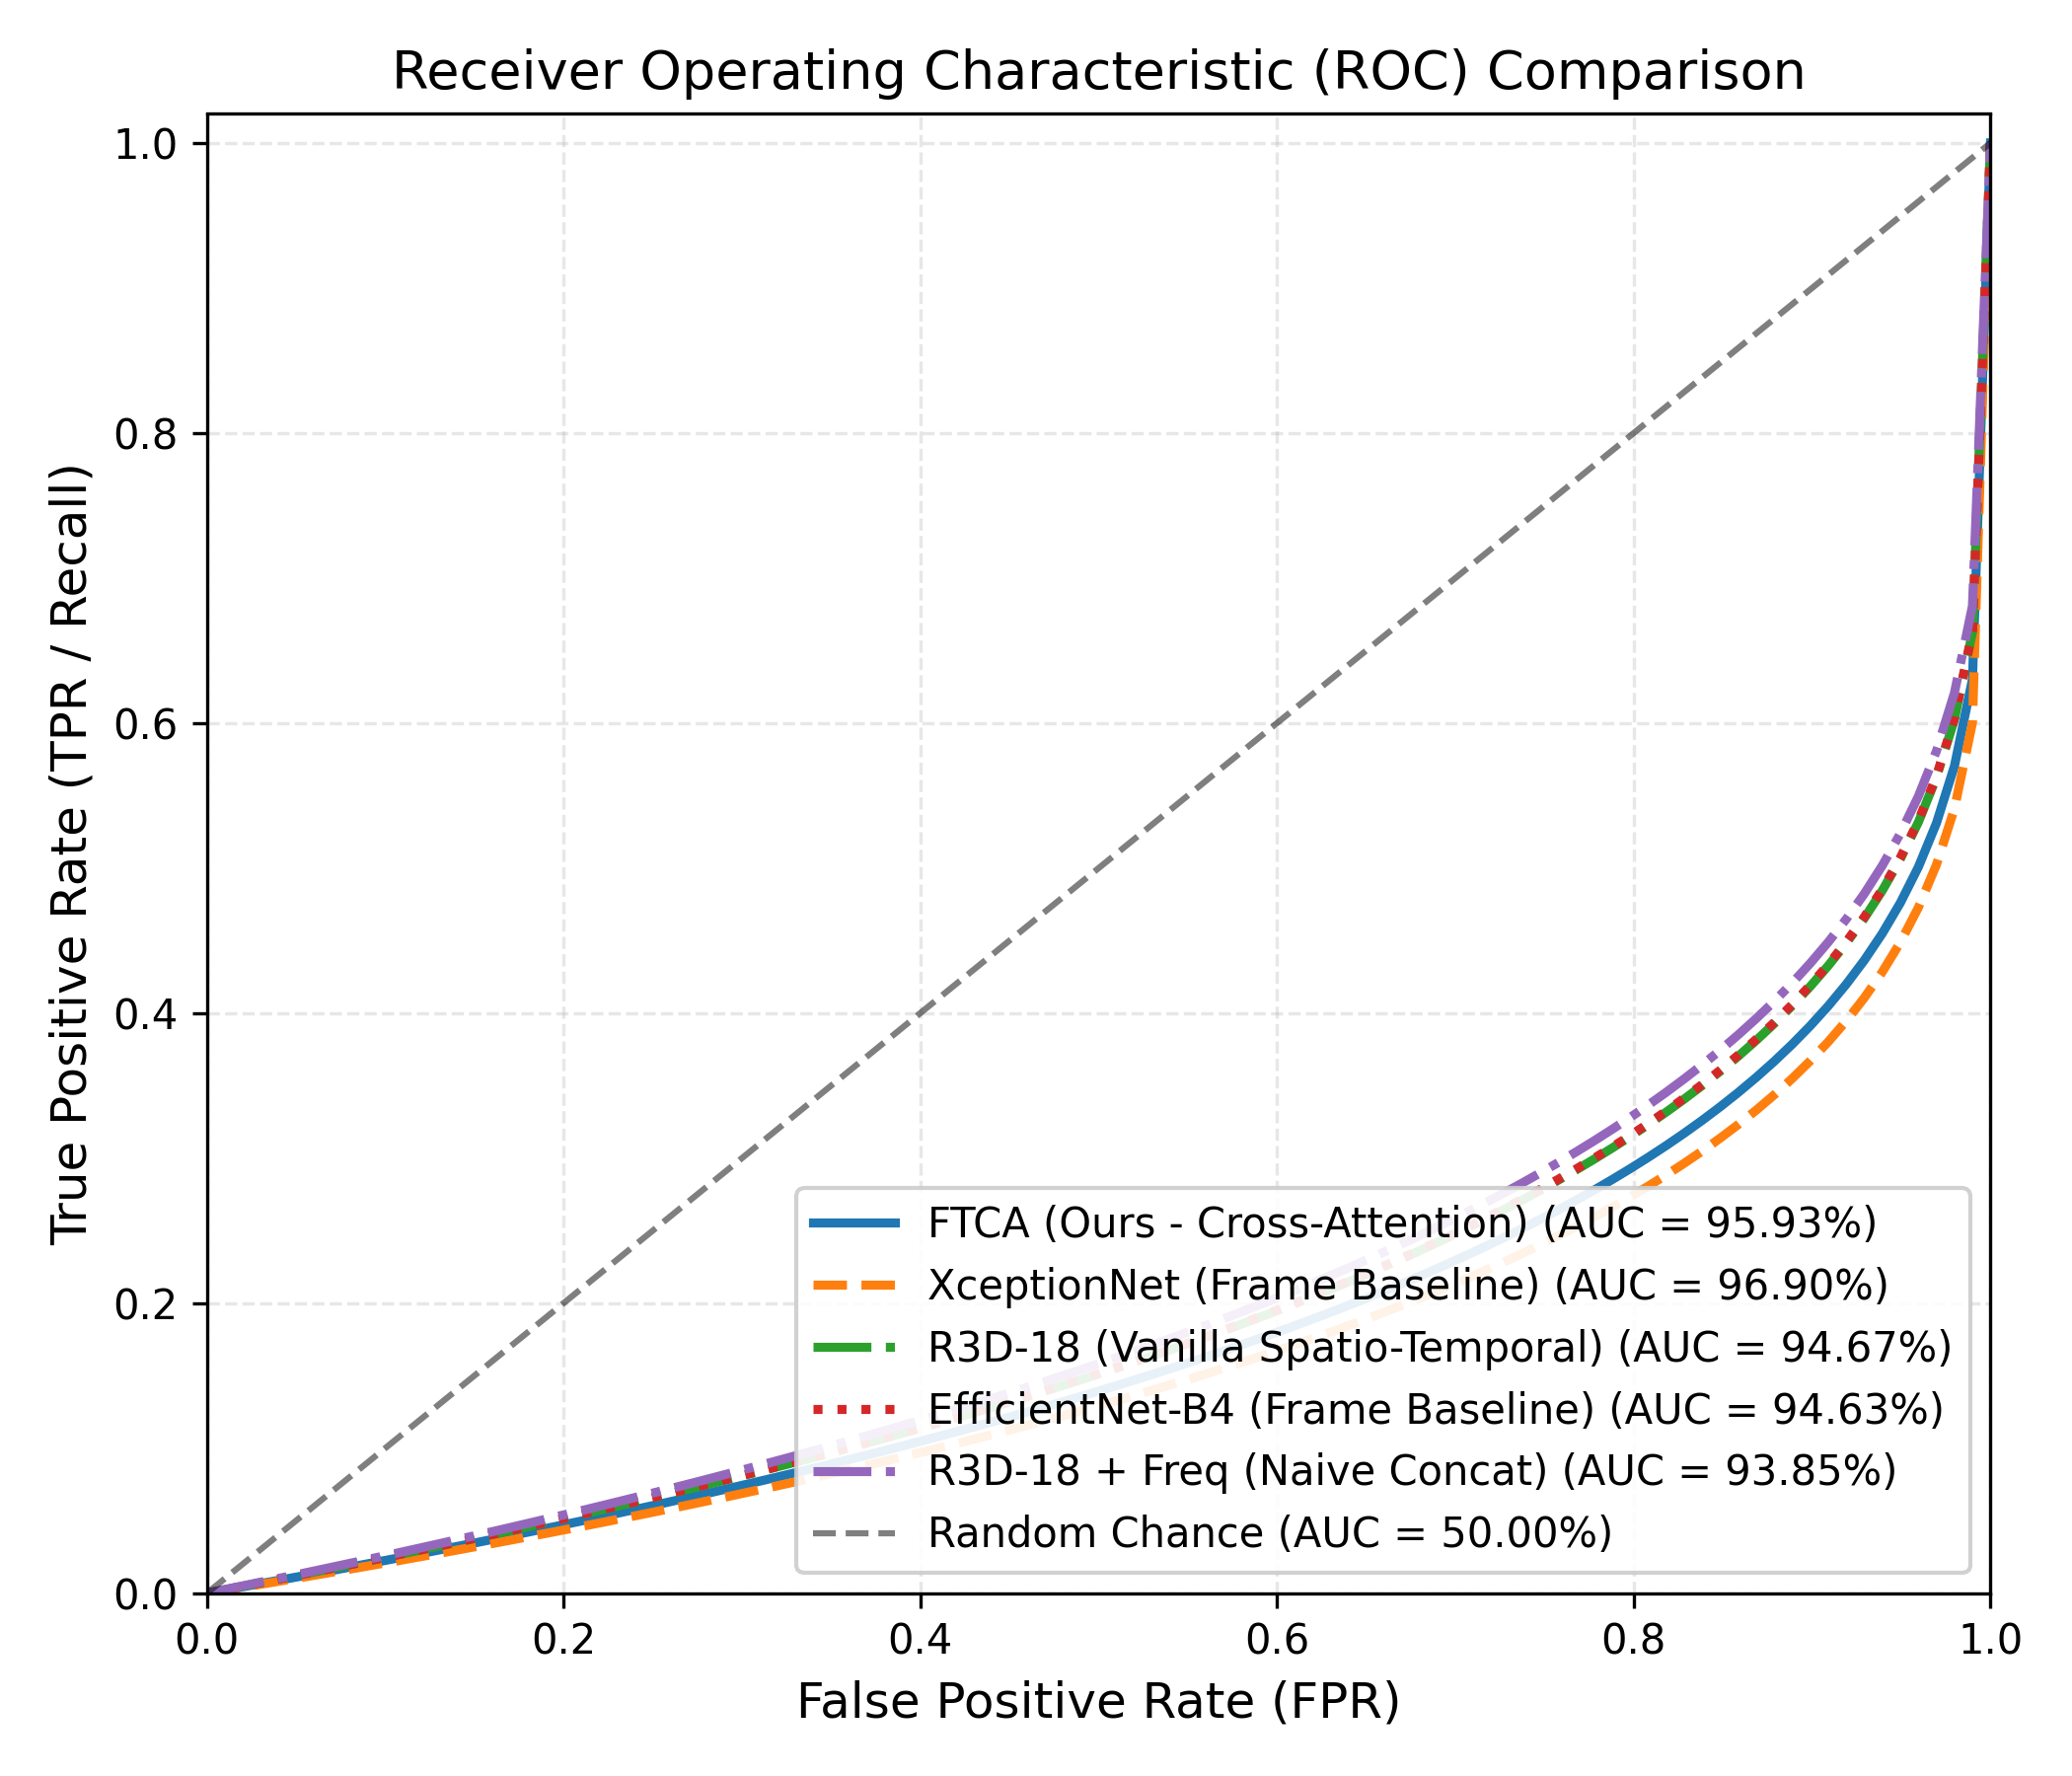 Receiver Operating Characteristic (ROC) Comparison
True Positive Rate (TPR / Recall)
1.0
0.8
0.6
0.4
0.2
0.0
FTCA (Ours - Cross-Attention) (AUC = 95.93%)
XceptionNet (Frame Baseline) (AUC = 96.90%)
R3D-18 (Vanilla Spatio-Temporal) (AUC = 94.67%)
EfficientNet-B4 (Frame Baseline) (AUC = 94.63%)
R3D-18 + Freq (Naive Concat) (AUC = 93.85%)
Random Chance (AUC = 50.00%)
0.0 0.2 0.4 0.6 0.8 1.0
False Positive Rate (FPR)